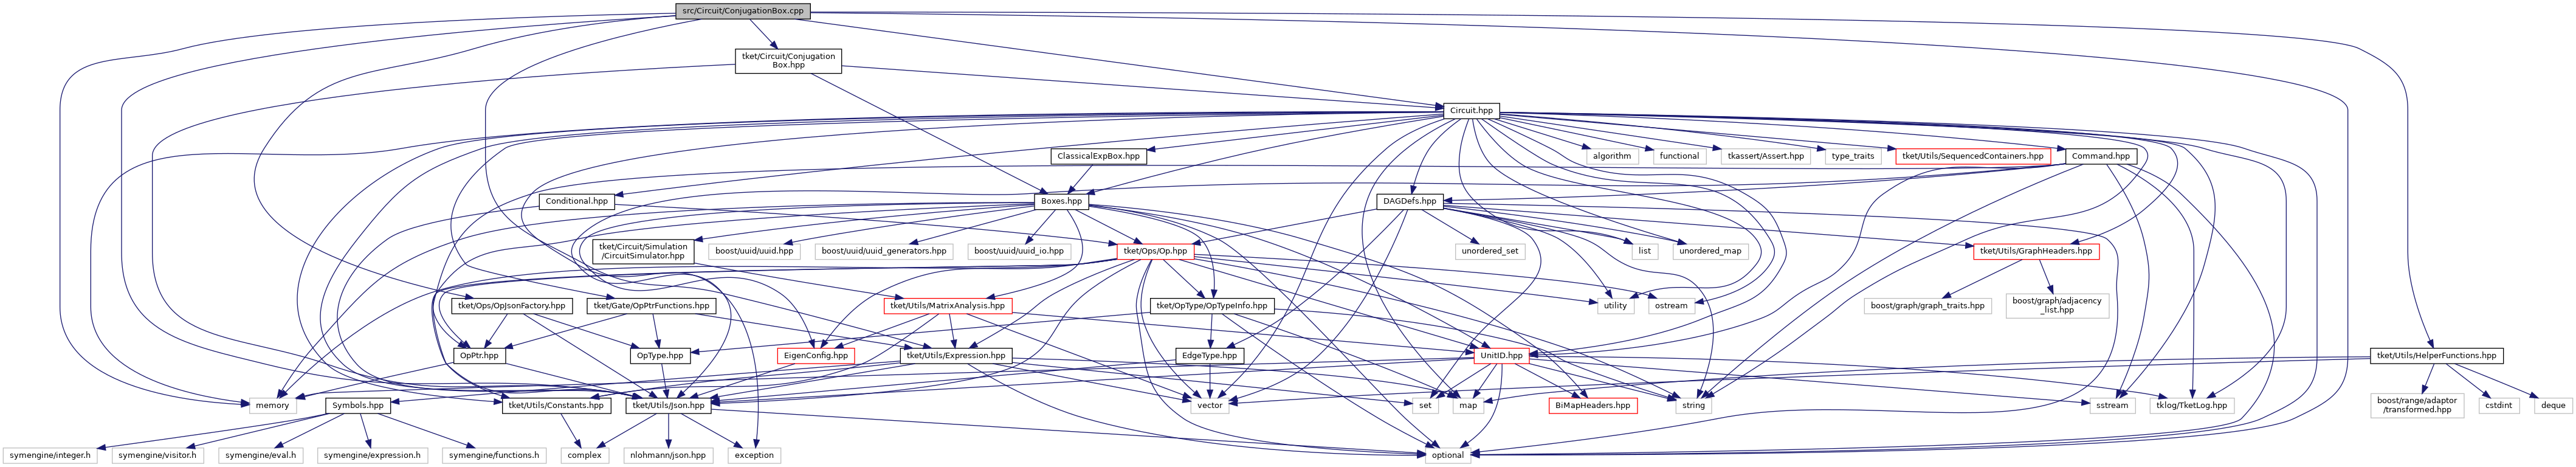 src/Circuit/ConjugationBox.cpp
tket/Circuit/Conjugation
Box.hpp
Circuit.hpp
ClassicalExpBox.hpp
algorithm
functional
tkassert/Assert.hpp
type_traits
tket/Utils/SequencedContainers.hpp
Command.hpp
Conditional.hpp
Boxes.hpp
DAGDefs.hpp
tket/Circuit/Simulation
/CircuitSimulator.hpp
boost/uuid/uuid.hpp
boost/uuid/uuid_generators.hpp
boost/uuid/uuid_io.hpp
tket/Ops/Op.hpp
unordered_set
list
unordered_map
tket/Utils/GraphHeaders.hpp
tket/Ops/OpJsonFactory.hpp
tket/Gate/OpPtrFunctions.hpp
tket/Utils/MatrixAnalysis.hpp
tket/OpType/OpTypeInfo.hpp
utility
ostream
boost/graph/graph_traits.hpp
boost/graph/adjacency
_list.hpp
OpPtr.hpp
OpType.hpp
EigenConfig.hpp
tket/Utils/Expression.hpp
EdgeType.hpp
UnitID.hpp
tket/Utils/HelperFunctions.hpp
memory
Symbols.hpp
tket/Utils/Constants.hpp
tket/Utils/Json.hpp
vector
set
map
BiMapHeaders.hpp
string
sstream
tklog/TketLog.hpp
boost/range/adaptor
/transformed.hpp
cstdint
deque
symengine/integer.h
symengine/visitor.h
symengine/eval.h
symengine/expression.h
symengine/functions.h
complex
nlohmann/json.hpp
exception
optional